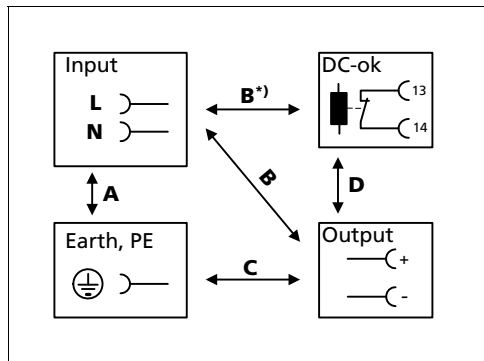 Input
L
N
B*)
DC-ok
13
14
A
B
D
Earth, PE
C
Output
+
-